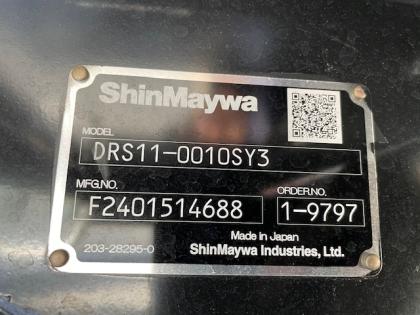 ShinMaywa
MODEL
DRS11-0010SY3
MFG.NO. ORDER.NO.
F2401514688 1-9797
Made in Japan
203-28295-0 ShinMaywa Industries, Ltd.